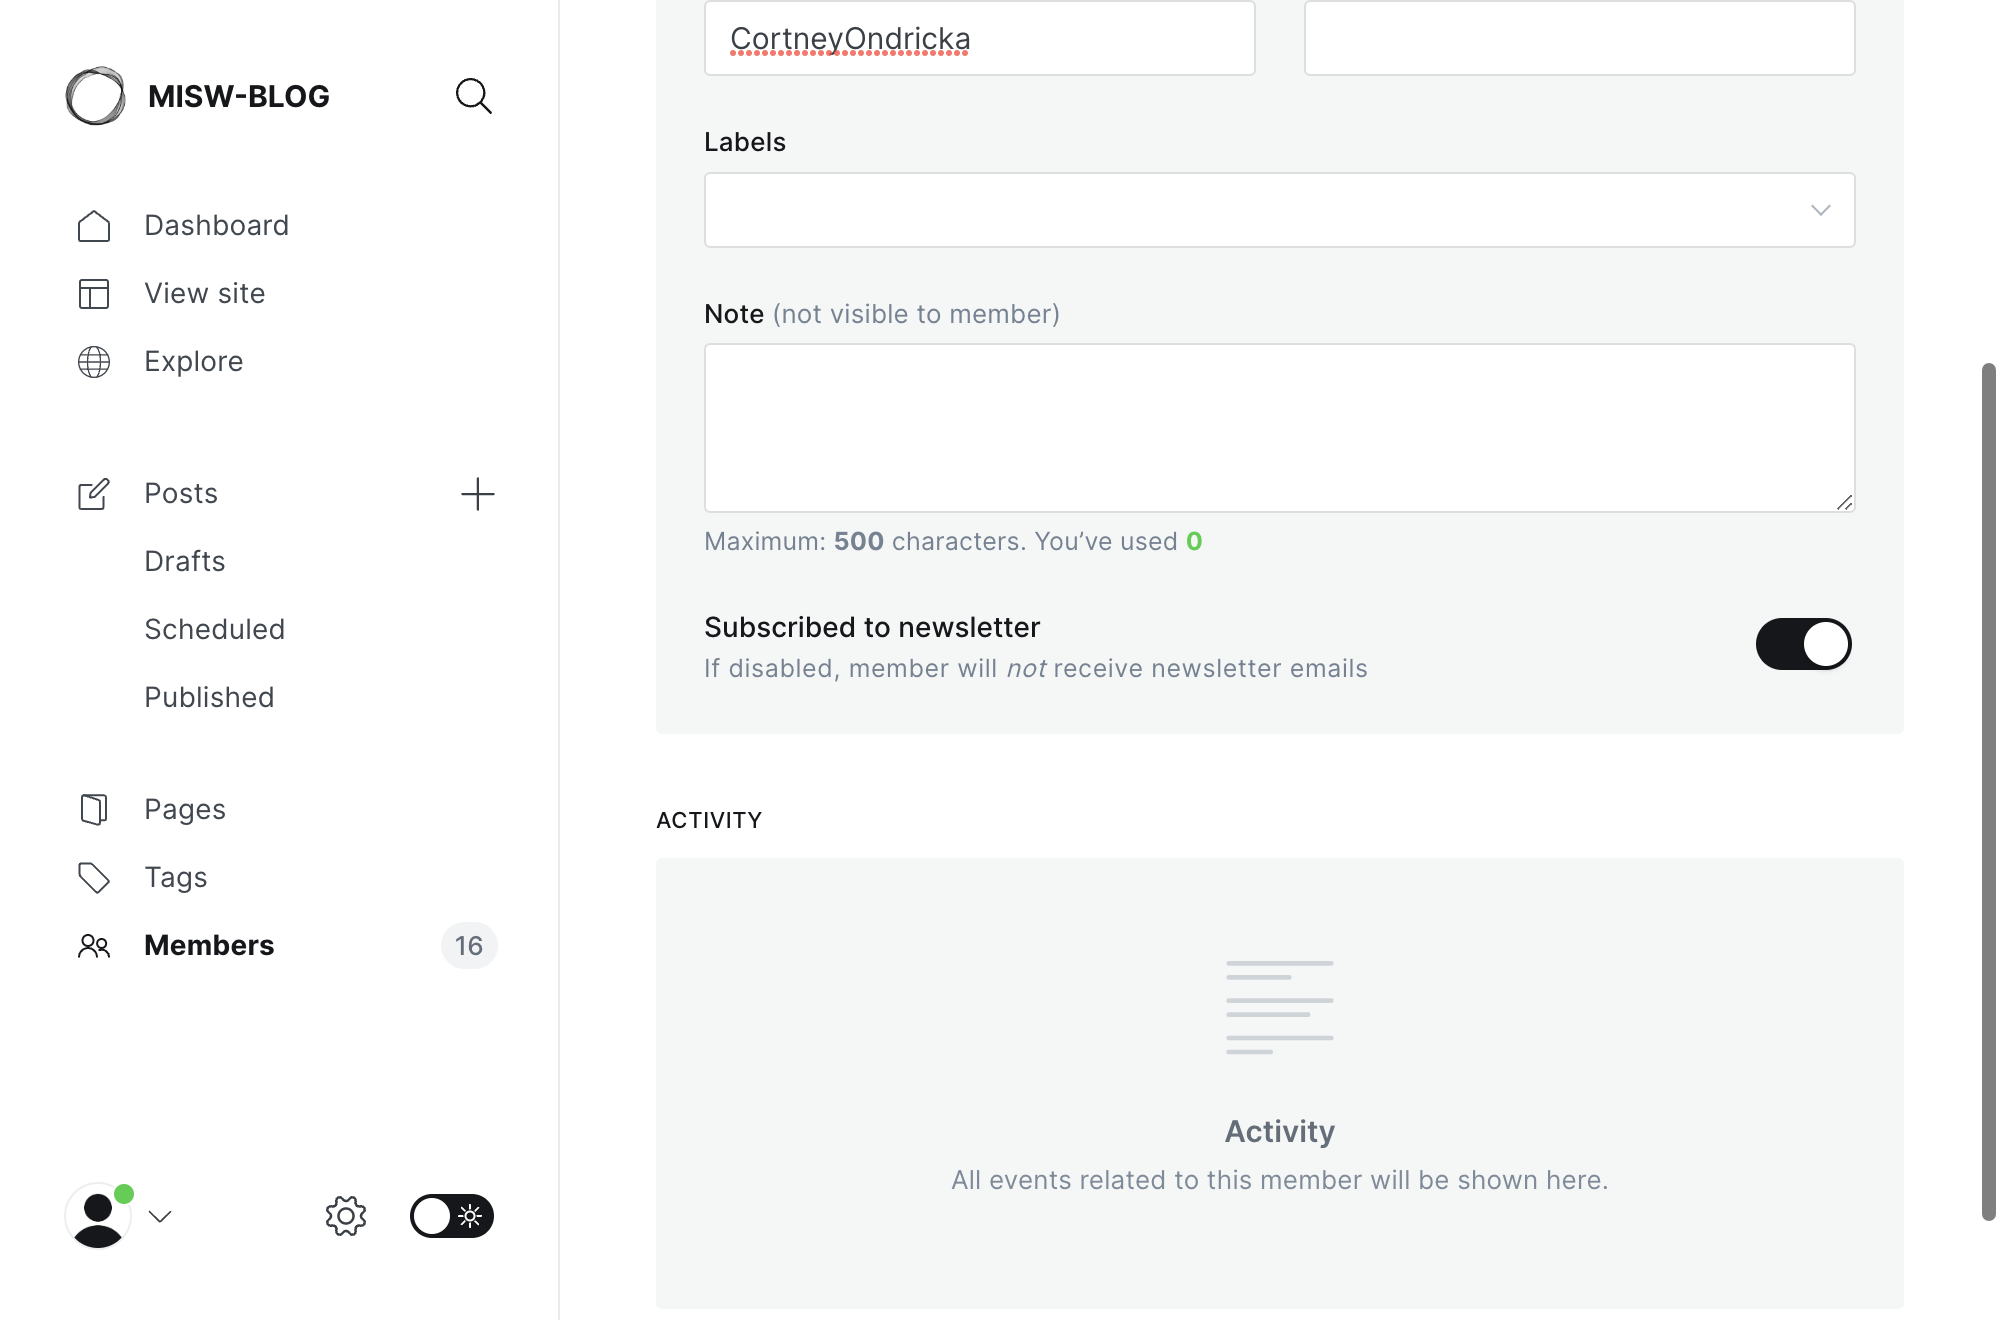 MISW-BLOG
Dashboard
View site
Explore
Posts
Drafts
Scheduled
Published
Pages
Tags
Members 16
CortneyOndricka
Labels
Note (not visible to member)
Maximum: 500 characters. You’ve used 0
Subscribed to newsletter
If disabled, member will not receive newsletter emails
ACTIVITY
Activity
All events related to this member will be shown here.